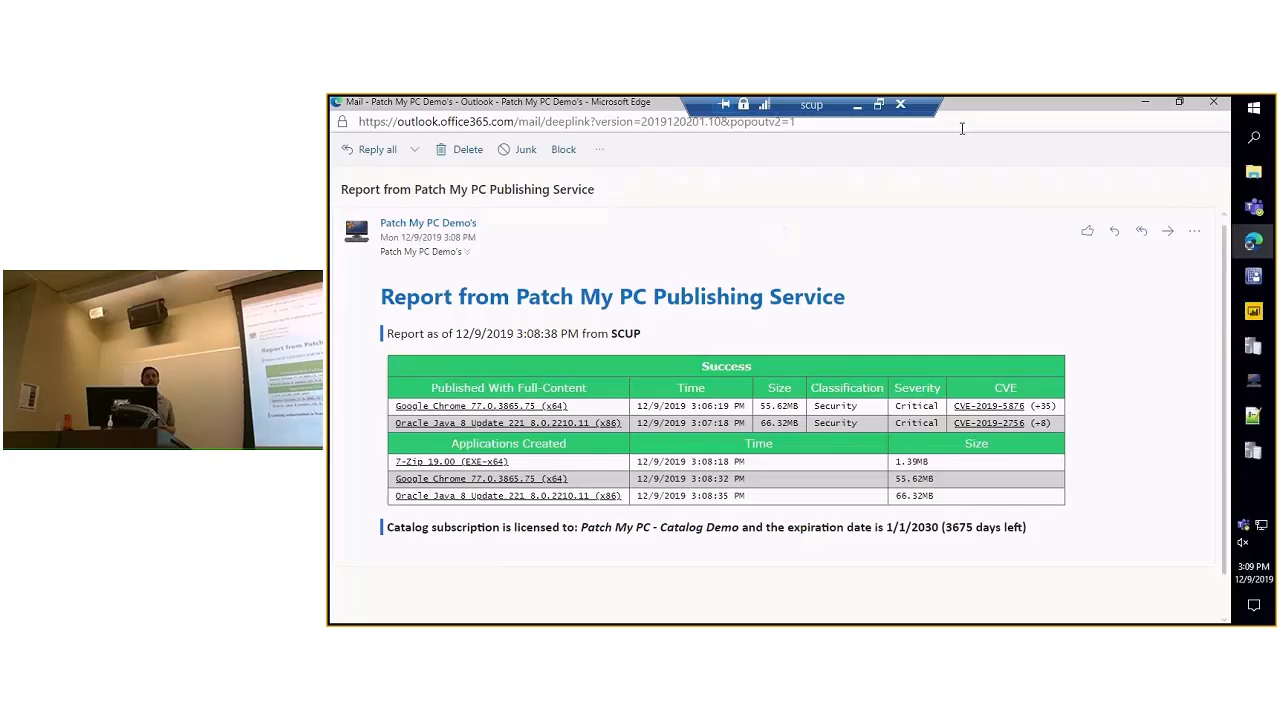 Mail - Patch My PC Demo's - Outlook - Patch My PC Demo's - Microsoft Edge
scup
https://outlook.office365.com/mail/deeplink?version=2019120201.10&popoutv2=1
Reply all Delete Junk Block ...
Report from Patch My PC Publishing Service
Patch My PC Demo's
Mon 12/9/2019 3:08 PM
Patch My PC Demo's
Report from Patch My PC Publishing Service
Report as of 12/9/2019 3:08:38 PM from SCUP
Success
Published With Full-Content Time Size Classification Severity CVE
Google Chrome 77.0.3865.75 (x64) 12/9/2019 3:06:19 PM 55.62MB Security Critical CVE-2019-5876 (+35)
Oracle Java 8 Update 221 8.0.2210.11 (x86) 12/9/2019 3:07:18 PM 66.32MB Security Critical CVE-2019-2756 (+8)
Applications Created Time Size
7-Zip 19.00 (EXE-x64) 12/9/2019 3:08:18 PM 1.39MB
Google Chrome 77.0.3865.75 (x64) 12/9/2019 3:08:32 PM 55.62MB
Oracle Java 8 Update 221 8.0.2210.11 (x86) 12/9/2019 3:08:35 PM 66.32MB
Catalog subscription is licensed to: Patch My PC - Catalog Demo and the expiration date is 1/1/2030 (3675 days left)
3:09 PM
12/9/2019
Report from Patch